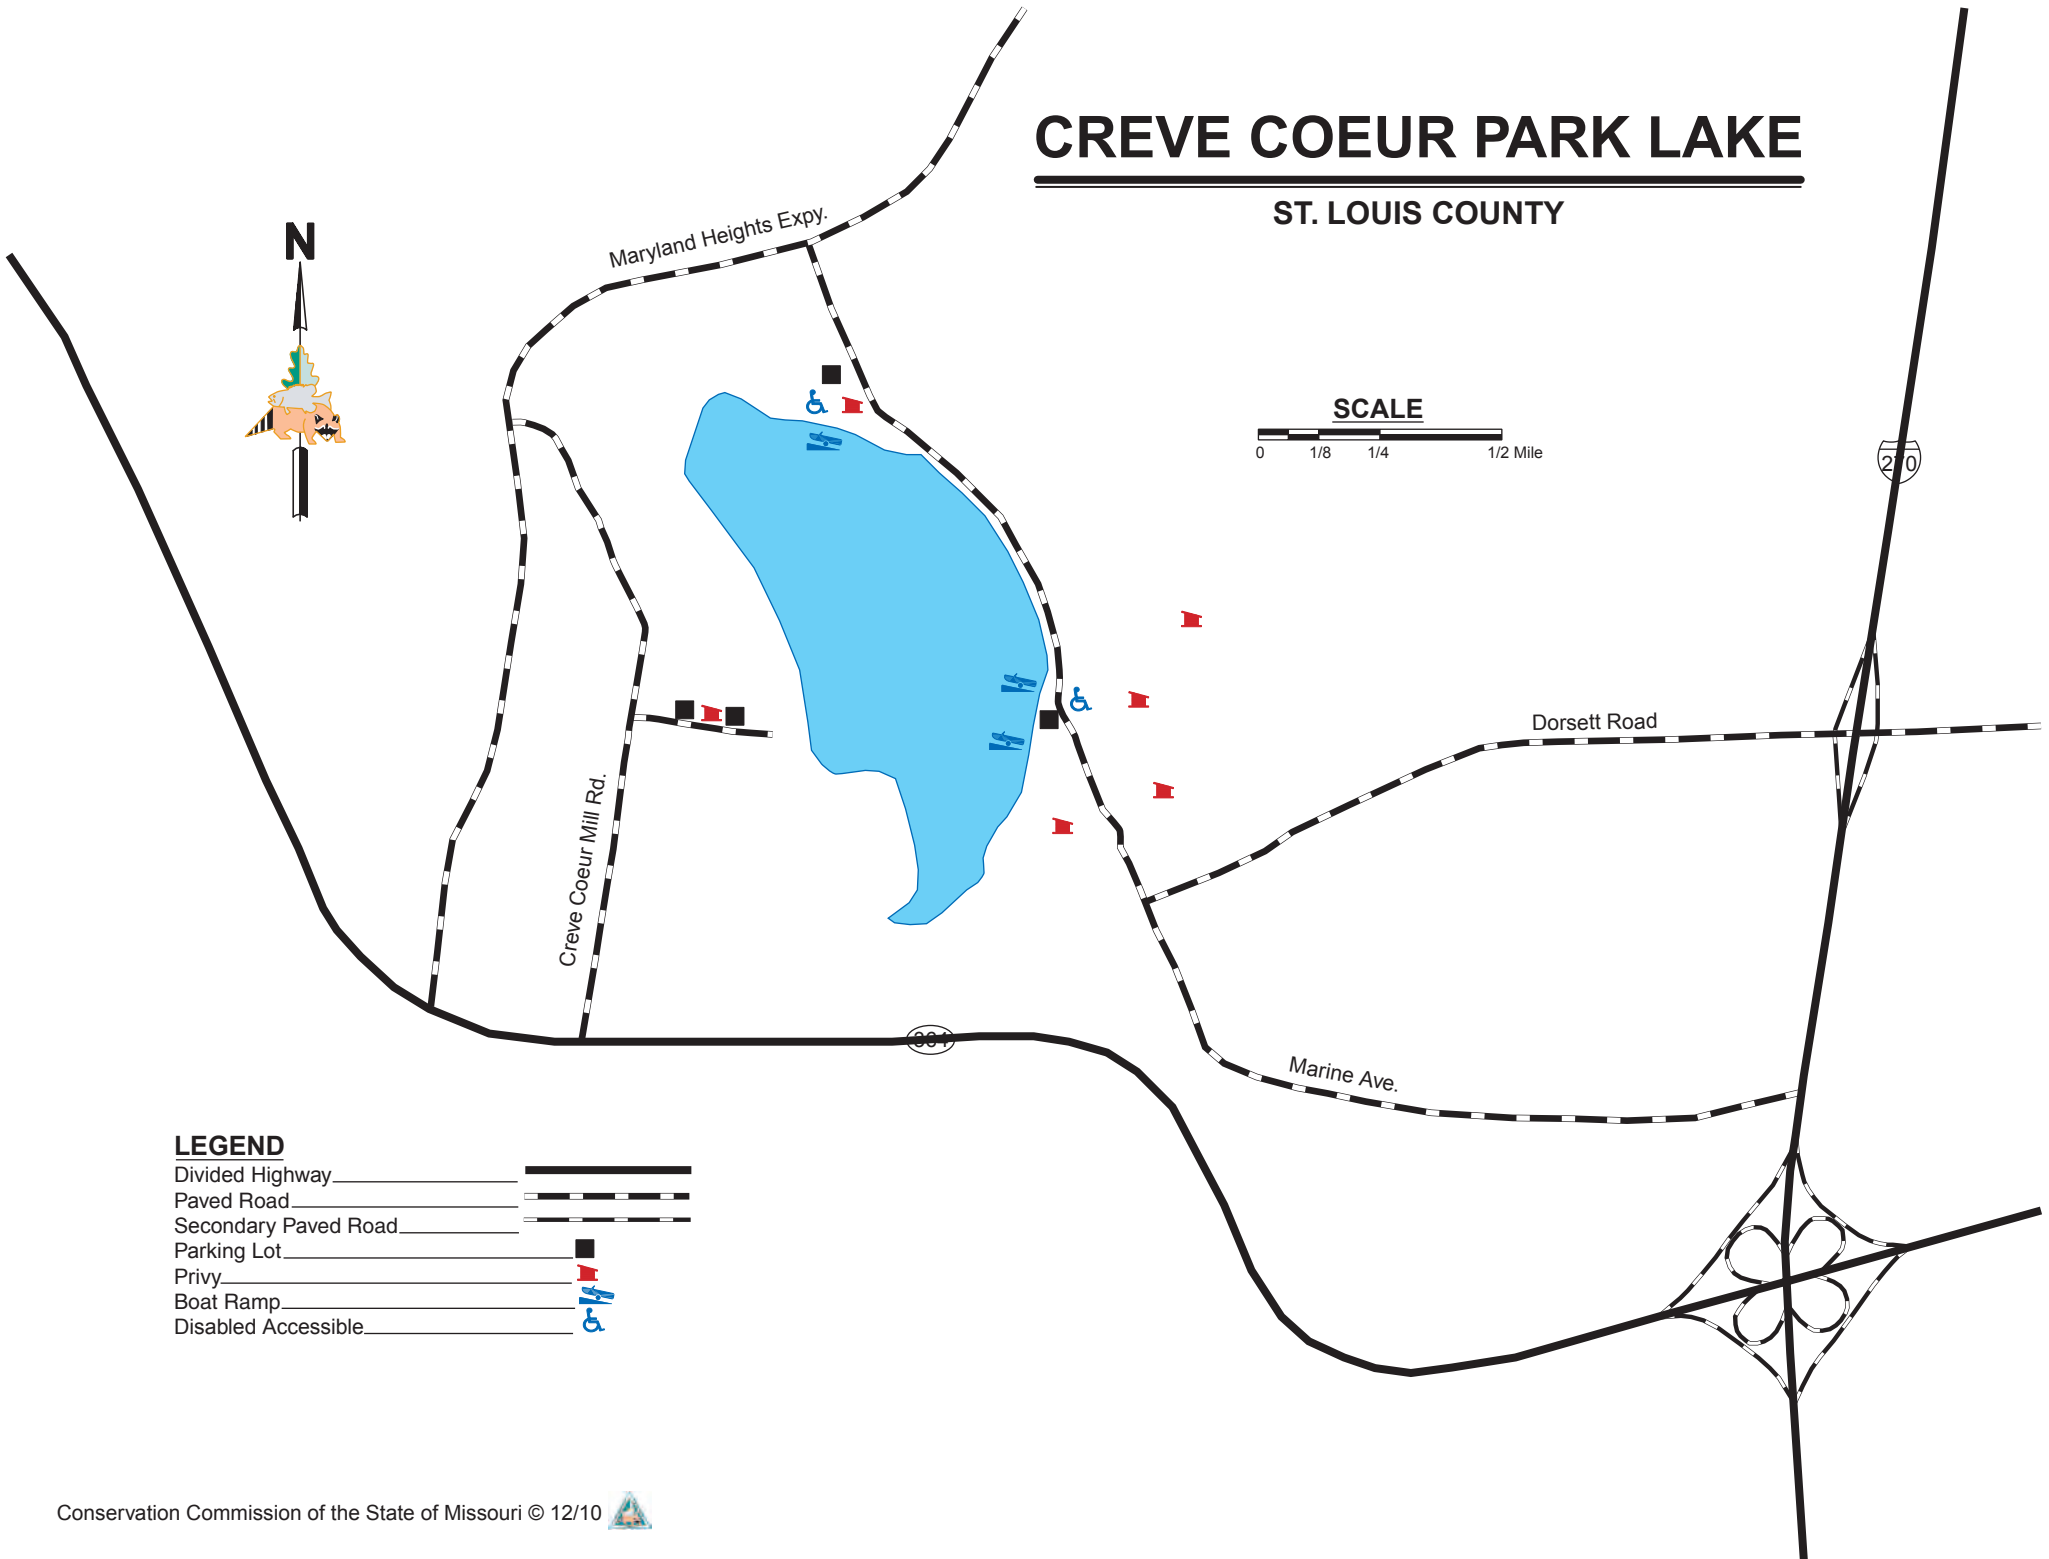 CREVE COEUR PARK LAKE
ST. LOUIS COUNTY
N
Maryland Heights Expy.
SCALE
0 1/8 1/4 1/2 Mile
270
Dorsett Road
Creve Coeur Mill Rd.
Marine Ave.
LEGEND
Divided Highway
Paved Road
Secondary Paved Road
Parking Lot
Privy
Boat Ramp
Disabled Accessible
Conservation Commission of the State of Missouri © 12/10